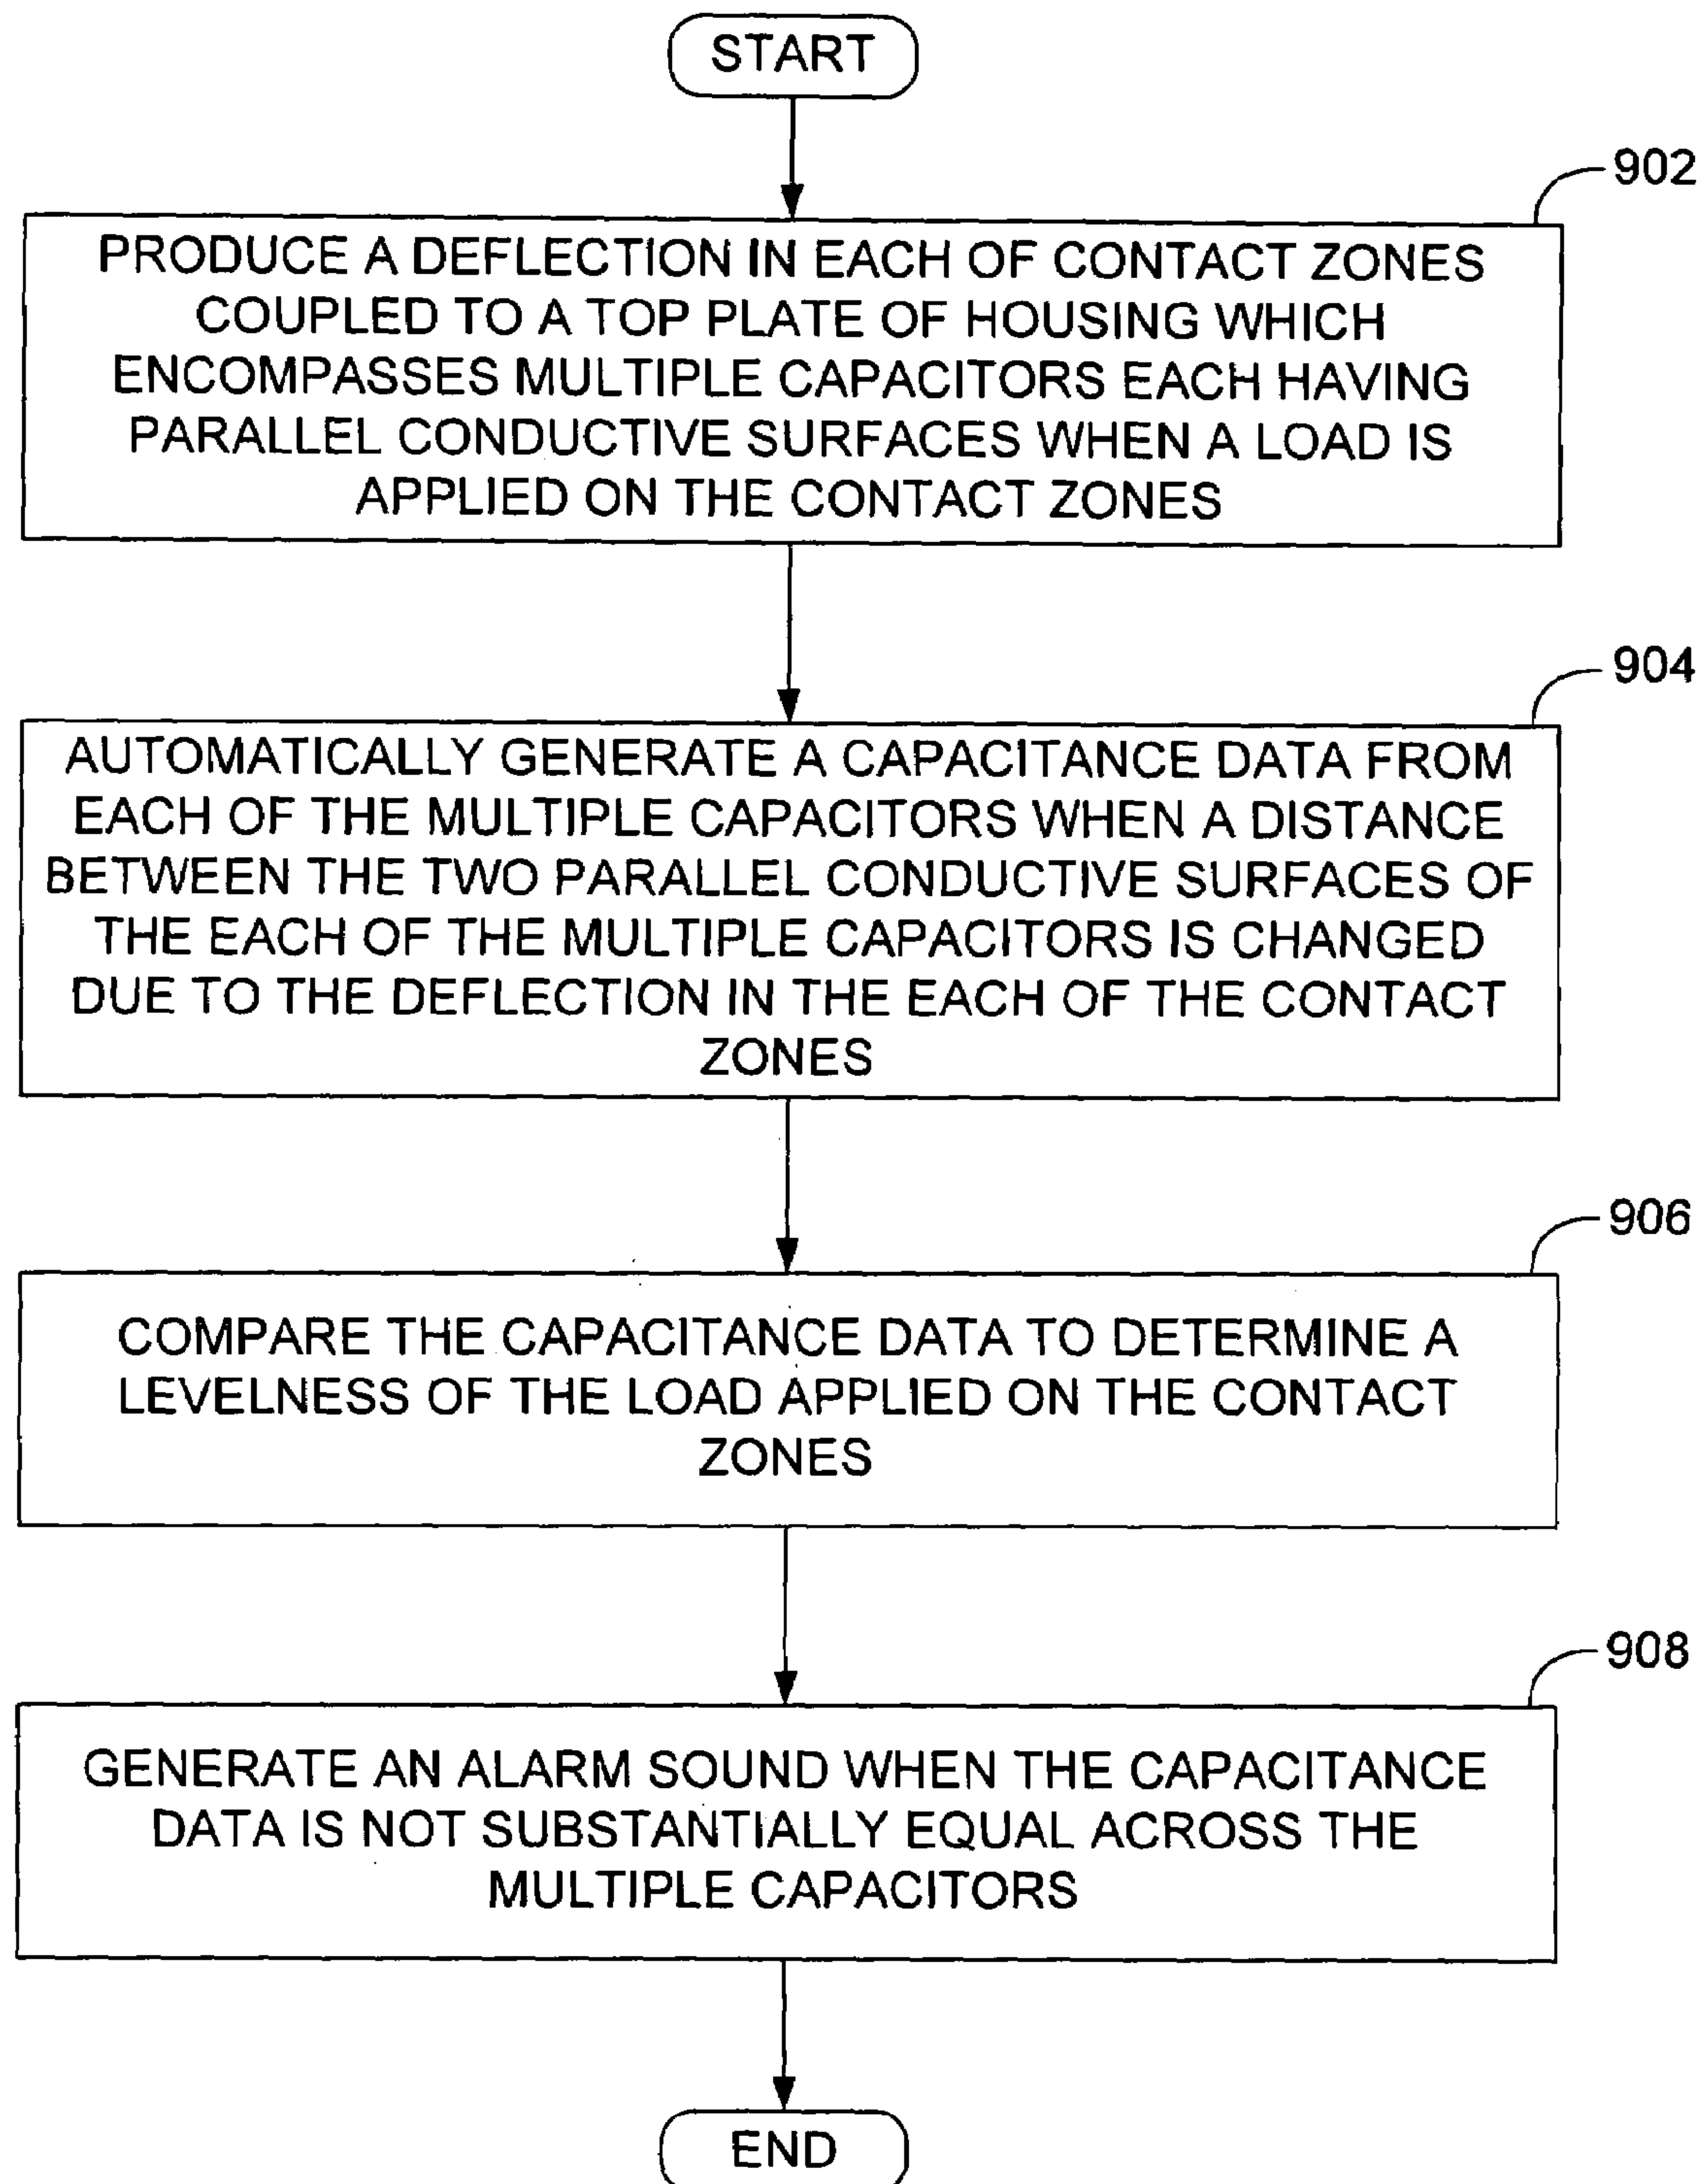 START
902
PRODUCE A DEFLECTION IN EACH OF CONTACT ZONES
COUPLED TO A TOP PLATE OF HOUSING WHICH
ENCOMPASSES MULTIPLE CAPACITORS EACH HAVING
PARALLEL CONDUCTIVE SURFACES WHEN A LOAD IS
APPLIED ON THE CONTACT ZONES
904
AUTOMATICALLY GENERATE A CAPACITANCE DATA FROM
EACH OF THE MULTIPLE CAPACITORS WHEN A DISTANCE
BETWEEN THE TWO PARALLEL CONDUCTIVE SURFACES OF
THE EACH OF THE MULTIPLE CAPACITORS IS CHANGED
DUE TO THE DEFLECTION IN THE EACH OF THE CONTACT
ZONES
906
COMPARE THE CAPACITANCE DATA TO DETERMINE A
LEVELNESS OF THE LOAD APPLIED ON THE CONTACT
ZONES
908
GENERATE AN ALARM SOUND WHEN THE CAPACITANCE
DATA IS NOT SUBSTANTIALLY EQUAL ACROSS THE
MULTIPLE CAPACITORS
END